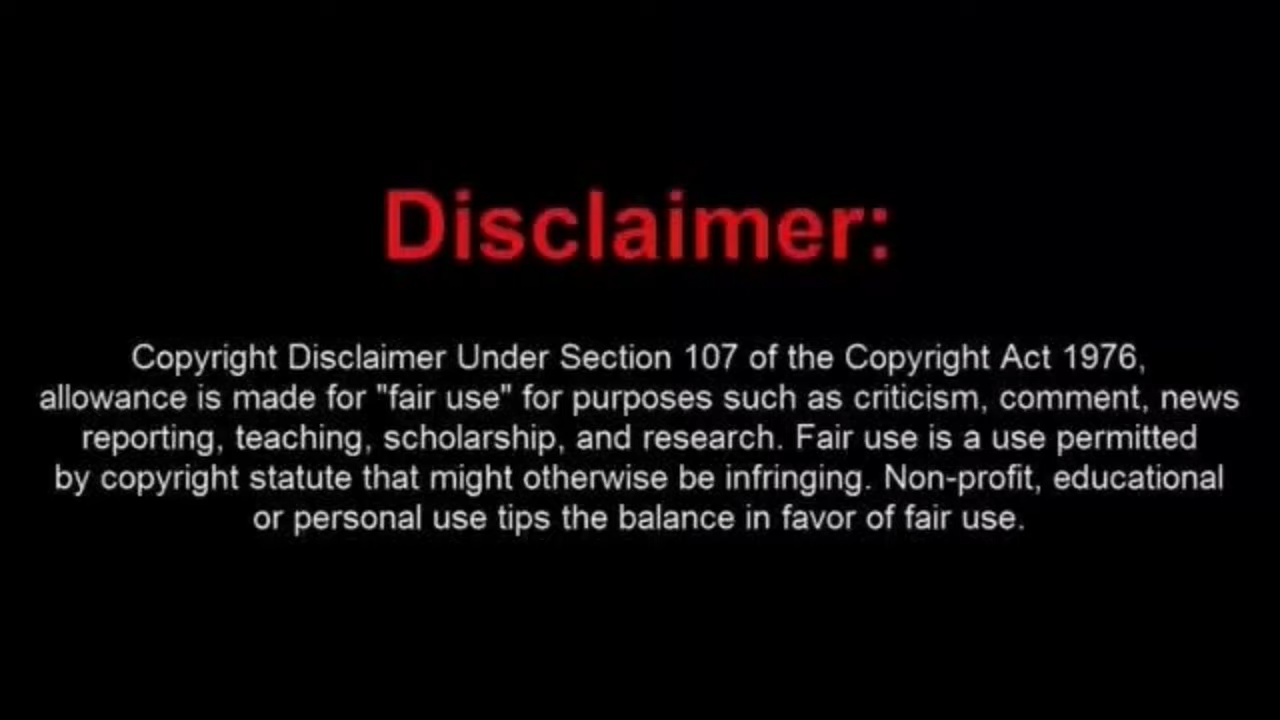 Disclaimer:
Copyright Disclaimer Under Section 107 of the Copyright Act 1976,
allowance is made for "fair use" for purposes such as criticism, comment, news
reporting, teaching, scholarship, and research. Fair use is a use permitted
by copyright statute that might otherwise be infringing. Non-profit, educational
or personal use tips the balance in favor of fair use.